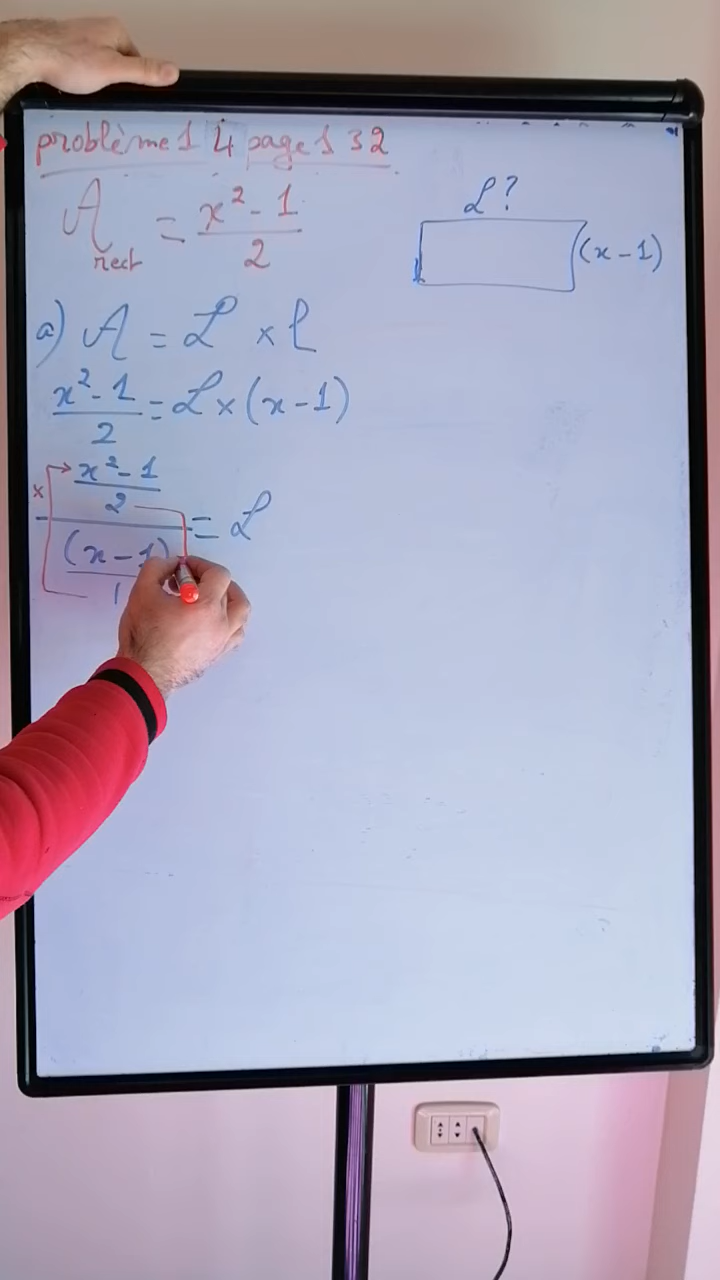 problème 14 page 132
A rect = x² - 1 / 2
L?
(x - 1)
a) A = L × l
x² - 1 / 2 = L × (x - 1)
×
x² - 1 / 2 / (x - 1) / 1 = L